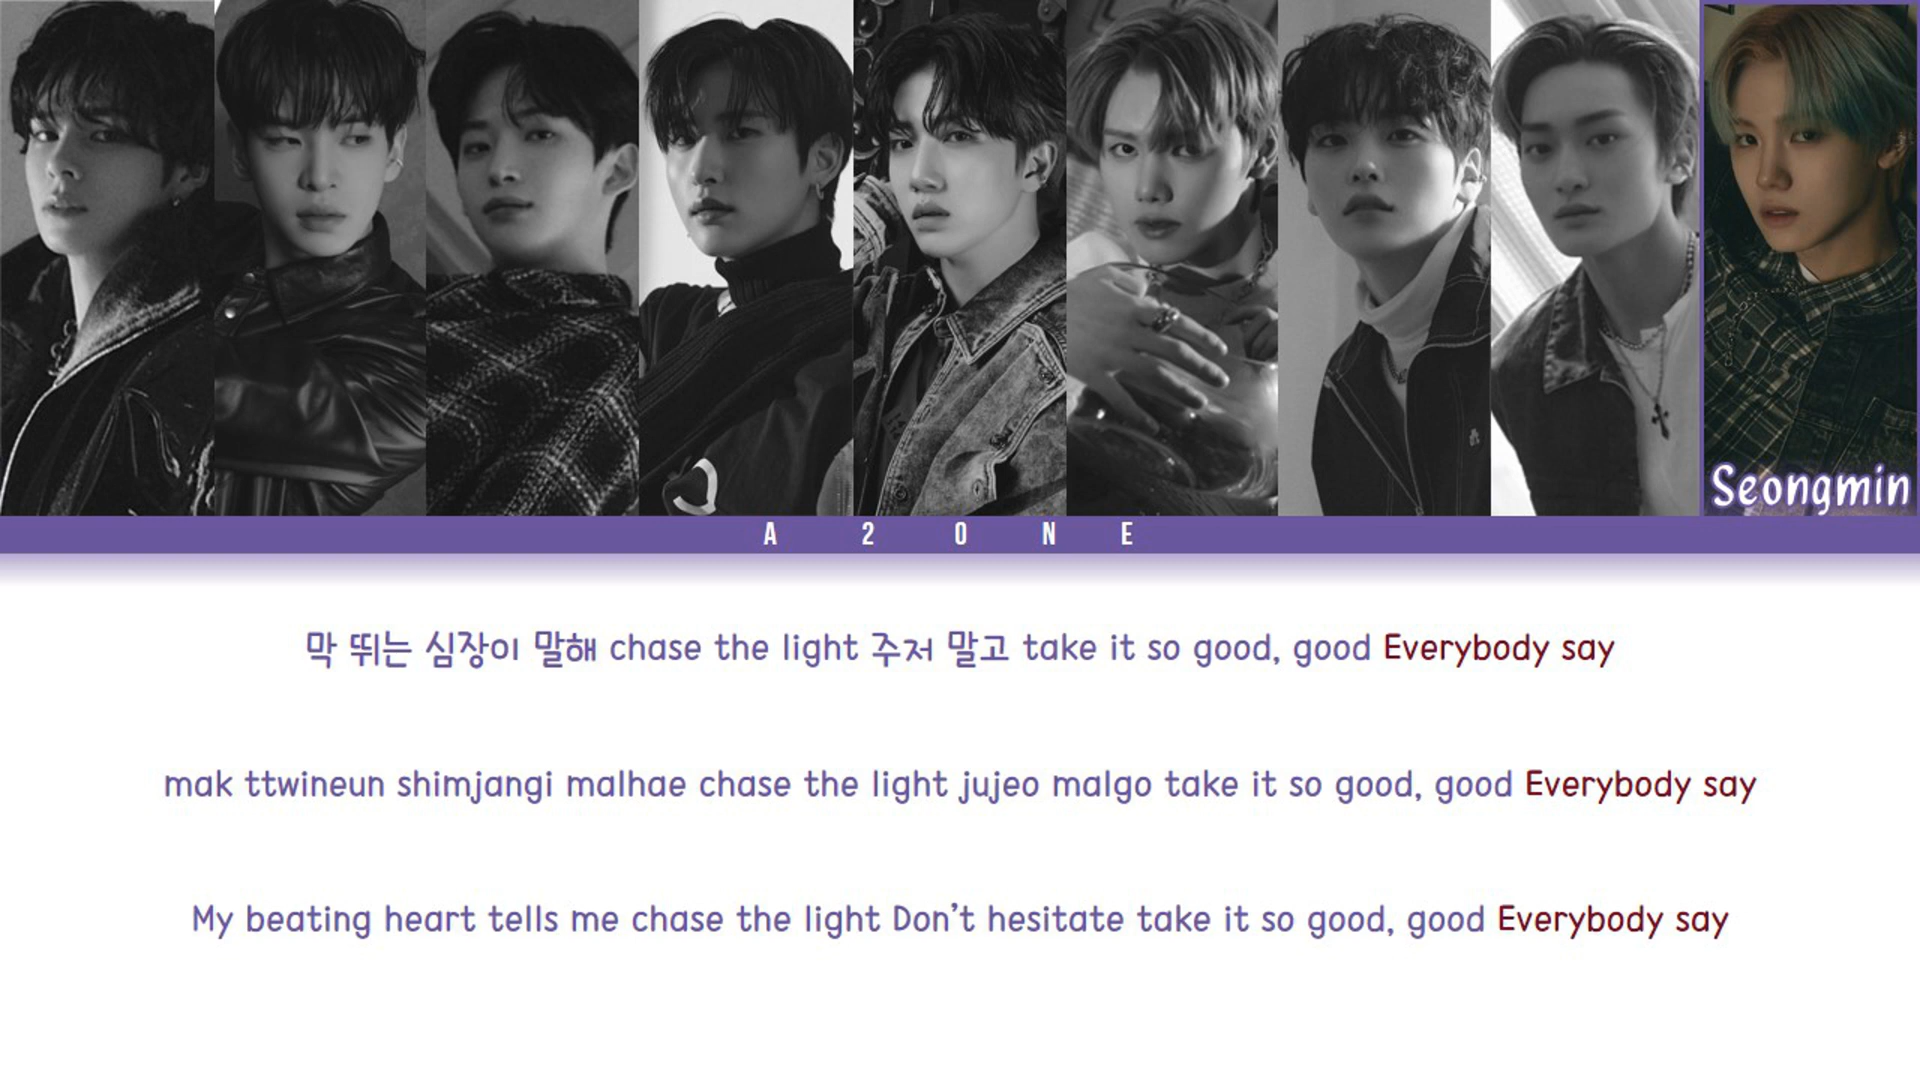 Seongmin
A 2 O N E
막 뛰는 심장이 말해 chase the light 주저 말고 take it so good, good Everybody say
mak ttwineun shimjangi malhae chase the light jujeo malgo take it so good, good Everybody say
My beating heart tells me chase the light Don’t hesitate take it so good, good Everybody say